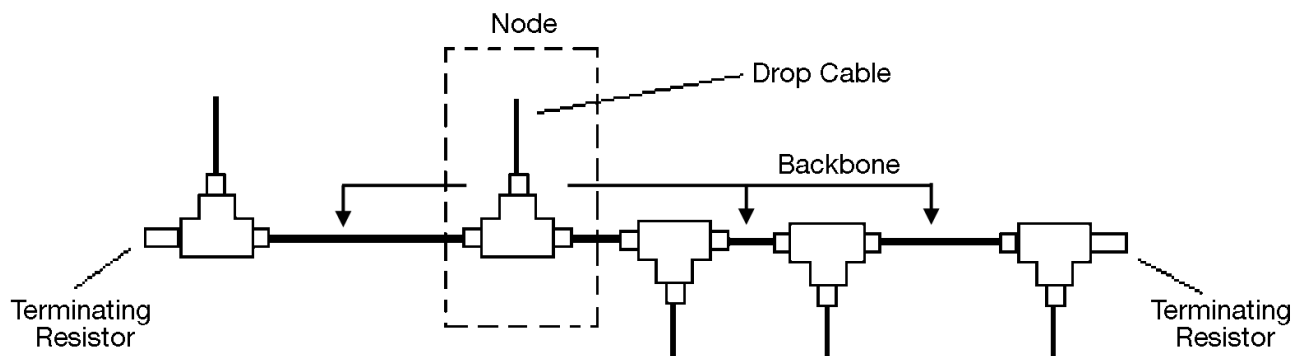 Node
Drop Cable
Backbone
Terminating
Resistor
Terminating
Resistor